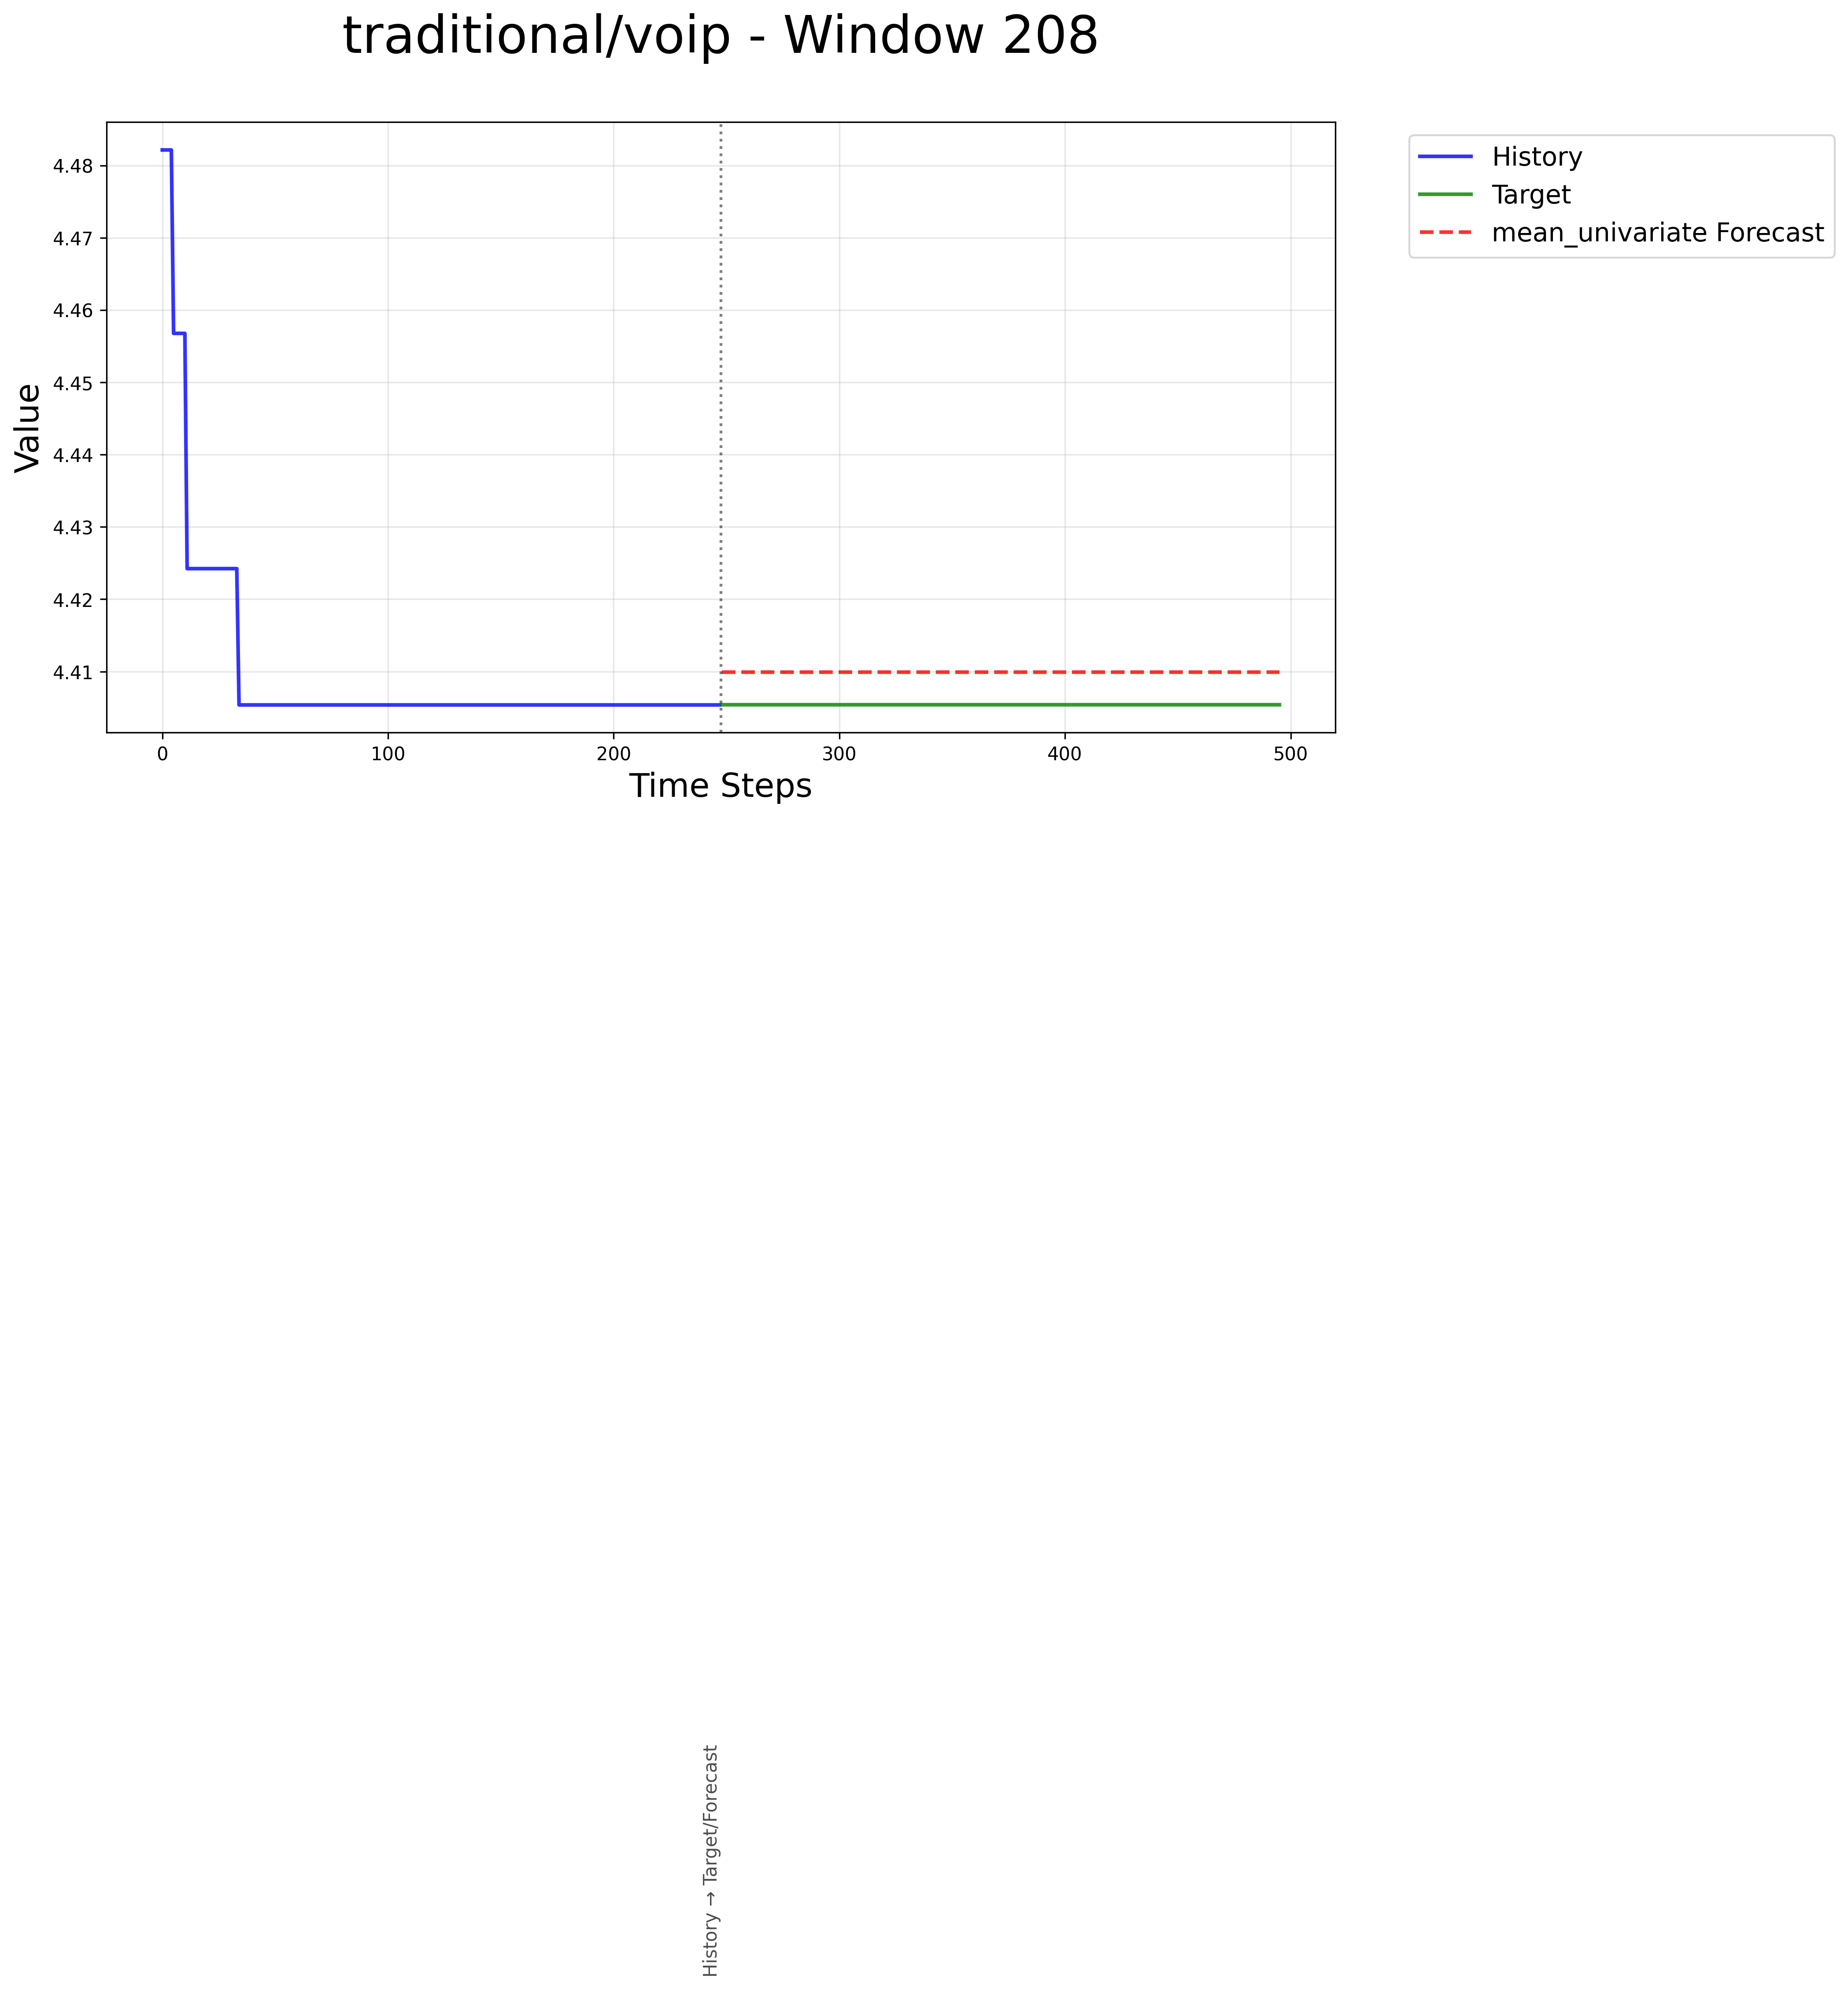 traditional/voip - Window 208
History
Target
mean_univariate Forecast
Value
4.48
4.47
4.46
4.45
4.44
4.43
4.42
4.41
0 100 200 300 400 500
Time Steps
History → Target/Forecast